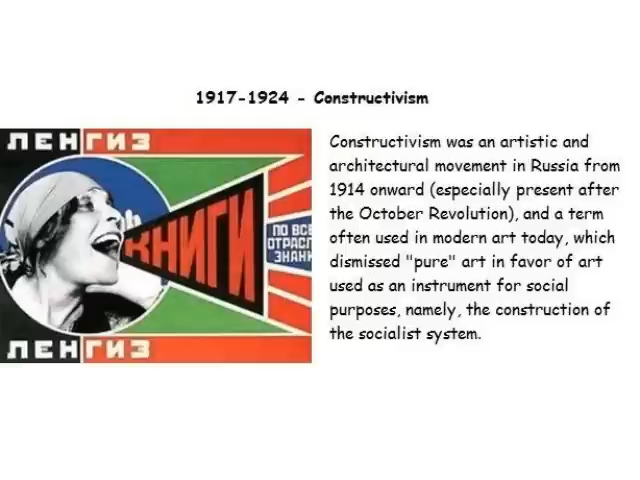 1917-1924 - Constructivism
ЛЕНГИЗ
КНИГИ
ПО ВСЕ
ОТРАСЛ
ЗНАН
ЛЕНГИЗ
Constructivism was an artistic and
architectural movement in Russia from
1914 onward (especially present after
the October Revolution), and a term
often used in modern art today, which
dismissed "pure" art in favor of art
used as an instrument for social
purposes, namely, the construction of
the socialist system.